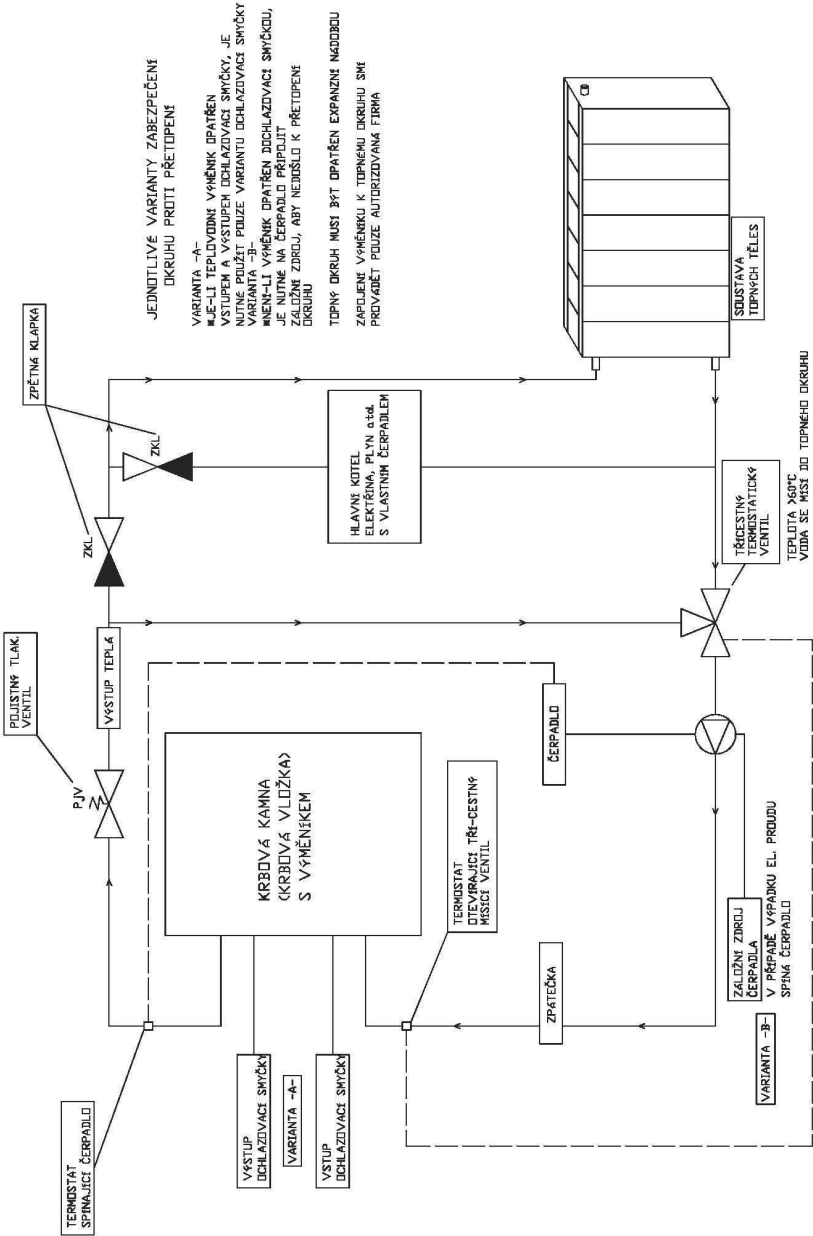 JEDNOTLIVÉ VARIANTY ZABEZPEČENÍ
OKRUHU PROTI PŘETOPENÍ
VARIANTA -A-
*JE-LI TEPLOVODNÍ VÝMĚNÍK OPATŘEN
VSTUPEM A VÝSTUPEM OCHLAZOVACÍ SMYČKY, JE
NUTNÉ POUŽÍT POUZE VARIANTU OCHLAZOVACÍ SMYČKY
VARIANTA -B-
*NENÍ-LI VÝMĚNÍK OPATŘEN DOCHLAZOVACÍ SMYČKOU,
JE NUTNÉ NA ČERPADLO PŘIPOJIT
ZÁLOŽNÍ ZDROJ, ABY NEDOŠLO K PŘETOPENÍ
OKRUHU
TOPNÝ OKRUH MUSÍ BÝT OPATŘEN EXPANZNÍ NÁDOBOU
ZAPOJENÍ VÝMĚNÍKU K TOPNÉMU OKRUHU SMÍ
PROVÁDĚT POUZE AUTORIZOVANÁ FIRMA
ZPĚTNÁ KLAPKA
ZKL
ZKL
POJISTNÝ TLAK.
VENTIL
PJV
VÝSTUP TEPLÁ
TERMOSTAT
SPÍNAJÍCÍ ČERPADLO
HLAVNÍ KOTEL
ELEKTŘINA, PLYN atd.
S VLASTNÍM ČERPADLEM
SOUSTAVA
TOPNÝCH TĚLES
KRBOVÁ KAMNA
(KRBOVÁ VLOŽKA)
S VÝMĚNÍKEM
VÝSTUP
OCHLAZOVACÍ SMYČKY
VARIANTA -A-
VSTUP
OCHLAZOVACÍ SMYČKY
TERMOSTAT
OTEVÍRAJÍCÍ TŘÍ-CESTNÝ
MÍSÍCÍ VENTIL
ČERPADLO
ZPÁTEČKA
TŘÍCESTNÝ
TERMOSTATICKÝ
VENTIL
TEPLOTA >60°C
VODA SE MÍSÍ DO TOPNÉHO OKRUHU
ZÁLOŽNÍ ZDROJ
ČERPADLA
V PŘÍPADĚ VÝPADKU EL. PROUDU
SPÍNÁ ČERPADLO
VARIANTA -B-